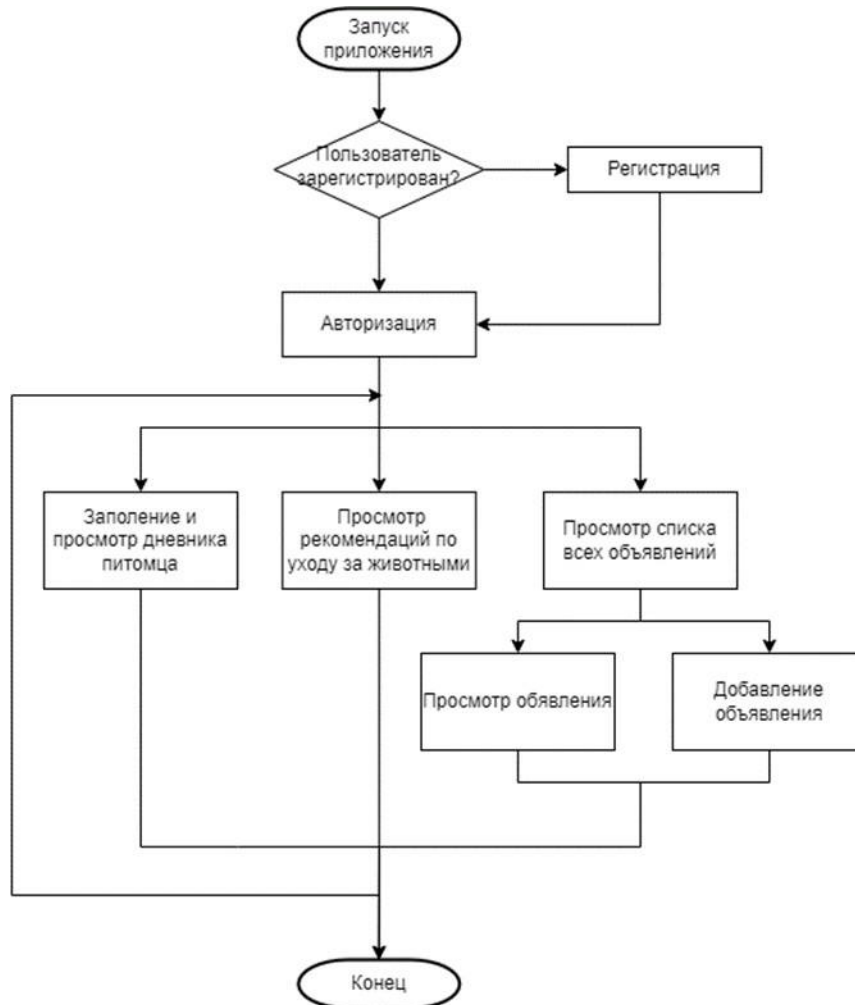 Запуск
приложения
Пользователь
зарегистрирован?
Регистрация
Авторизация
Заполение и
просмотр дневника
питомца
Просмотр
рекомендаций по
уходу за животными
Просмотр списка
всех объявлений
Просмотр обявления
Добавление
объявления
Конец